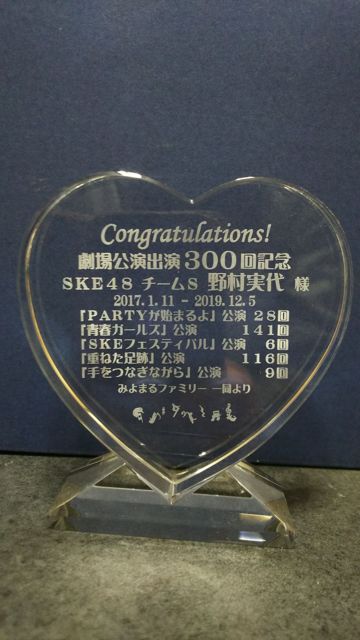 Congratulations!
劇場公演出演 300回記念
SKE48 チームS 野村実代 様
2017.1.11 - 2019.12.5
『PARTYが始まるよ』公演 28回
『青春ガールズ』公演 141回
『SKEフェスティバル』公演 6回
『重ねた足跡』公演 116回
『手をつなぎながら』公演 9回
みよまるファミリー 一同より